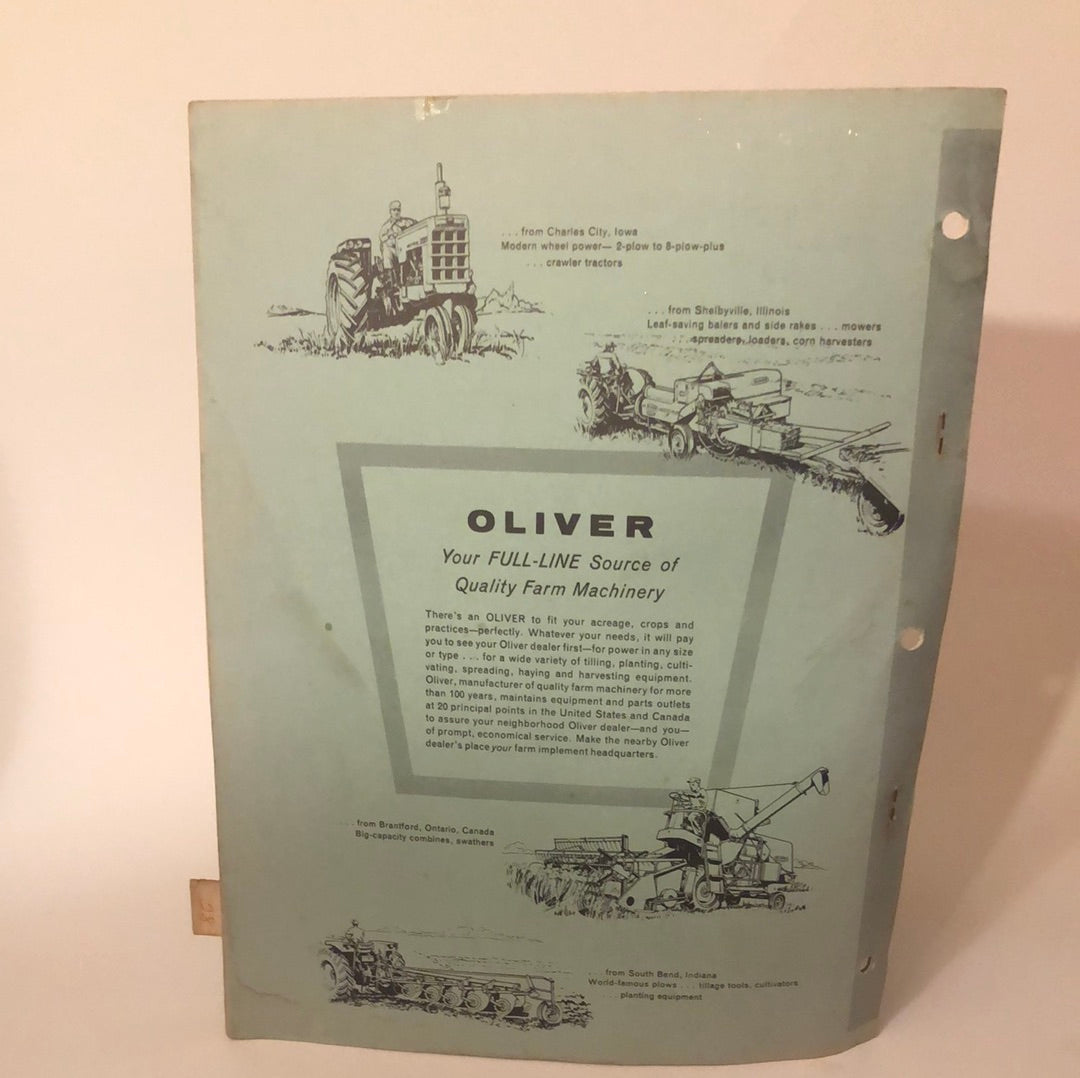 . . . from Charles City, Iowa
Modern wheel power— 2-plow to 8-plow-plus
. . . crawler tractors
. . . from Shelbyville, Illinois
Leaf-saving balers and side rakes . . . mowers
. . . spreaders, loaders, corn harvesters
OLIVER
Your FULL-LINE Source of
Quality Farm Machinery
There's an OLIVER to fit your acreage, crops and
practices—perfectly. Whatever your needs, it will pay
you to see your Oliver dealer first—for power in any size
or type . . . for a wide variety of tilling, planting, culti-
vating, spreading, haying and harvesting equipment.
Oliver, manufacturer of quality farm machinery for more
than 100 years, maintains equipment and parts outlets
at 20 principal points in the United States and Canada
to assure your neighborhood Oliver dealer—and you—
of prompt, economical service. Make the nearby Oliver
dealer's place your farm implement headquarters.
. . . from Brantford, Ontario, Canada
Big-capacity combines, swathers
. . . from South Bend, Indiana
World-famous plows . . . tillage tools, cultivators
. . . planting equipment